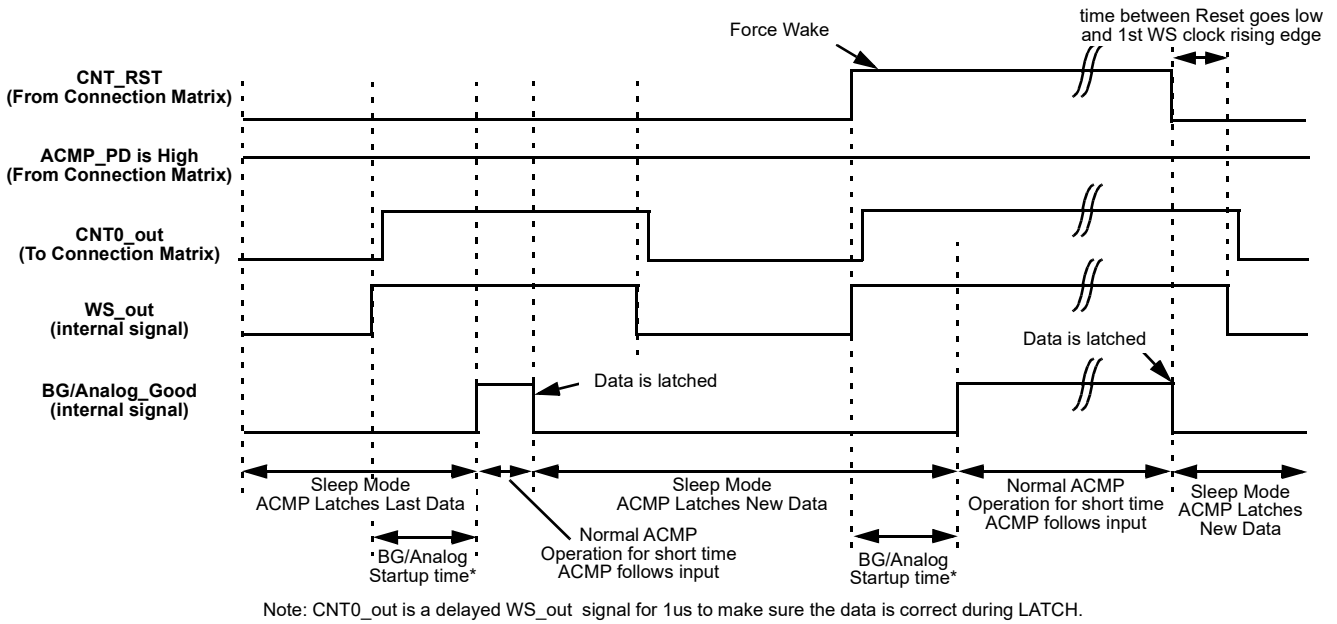 time between Reset goes low
and 1st WS clock rising edge
Force Wake
CNT_RST
(From Connection Matrix)
ACMP_PD is High
(From Connection Matrix)
CNT0_out
(To Connection Matrix)
WS_out
(internal signal)
Data is latched
BG/Analog_Good
(internal signal)
Data is latched
Sleep Mode
ACMP Latches Last Data
Sleep Mode
ACMP Latches New Data
Normal ACMP
Operation for short time
ACMP follows input
Sleep Mode
ACMP Latches
New Data
Normal ACMP
Operation for short time
ACMP follows input
BG/Analog
Startup time*
BG/Analog
Startup time*
Note: CNT0_out is a delayed WS_out signal for 1us to make sure the data is correct during LATCH.